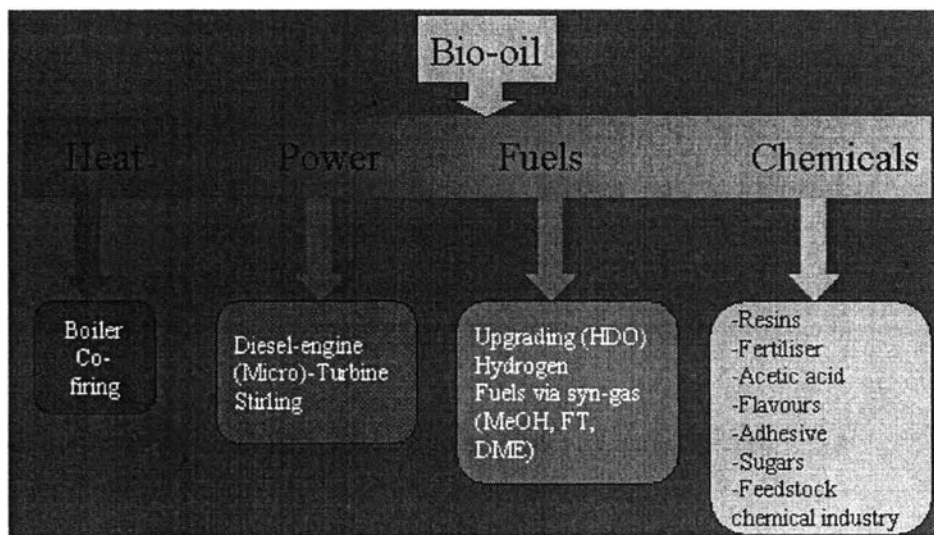 Bio-oil
Heat
Power
Fuels
Chemicals
Boiler
Co-
firing
Diesel-engine
(Micro)-Turbine
Stirling
Upgrading (HDO)
Hydrogen
Fuels via syn-gas
(MeOH, FT,
DME)
-Resins
-Fertiliser
-Acetic acid
-Flavours
-Adhesive
-Sugars
-Feedstock
chemical industry